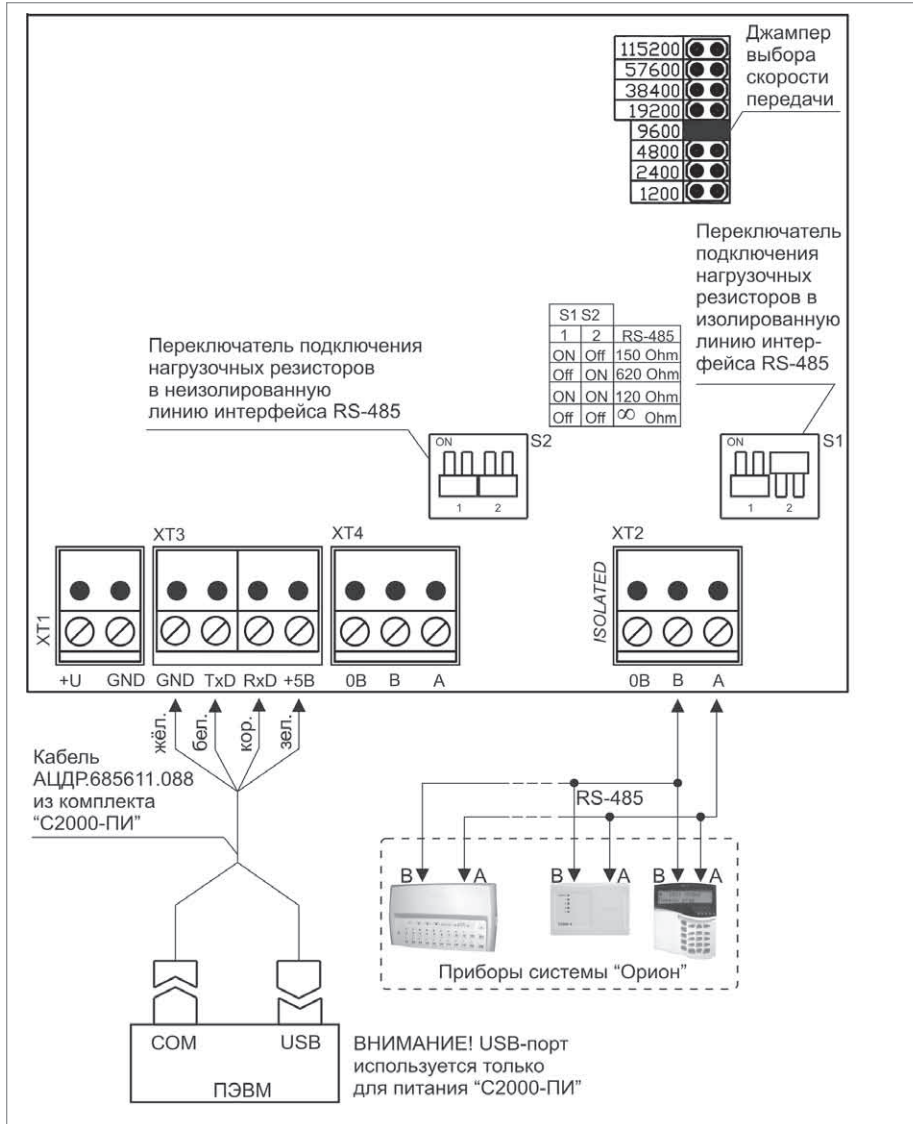 115200
57600
38400
19200
9600
4800
2400
1200
Джампер
выбора
скорости
передачи
Переключатель
подключения
нагрузочных
резисторов в
изолированную
линию интер-
фейса RS-485
S1 S2
1 2 RS-485
ON Off 150 Ohm
Off ON 620 Ohm
ON ON 120 Ohm
Off Off ∞ Ohm
Переключатель подключения
нагрузочных резисторов
в неизолированную
линию интерфейса RS-485
ON S2
1 2
ON S1
1 2
XT3 XT4 XT2
XT1
ISOLATED
+U GND GND TxD RxD +5В 0В B A 0В B A
жёл. бел. кор. зел.
Кабель
АЦДР.685611.088
из комплекта
“С2000-ПИ”
RS-485
B A B A B A
Приборы системы “Орион”
COM USB
ПЭВМ
ВНИМАНИЕ! USB-порт
используется только
для питания “С2000-ПИ”